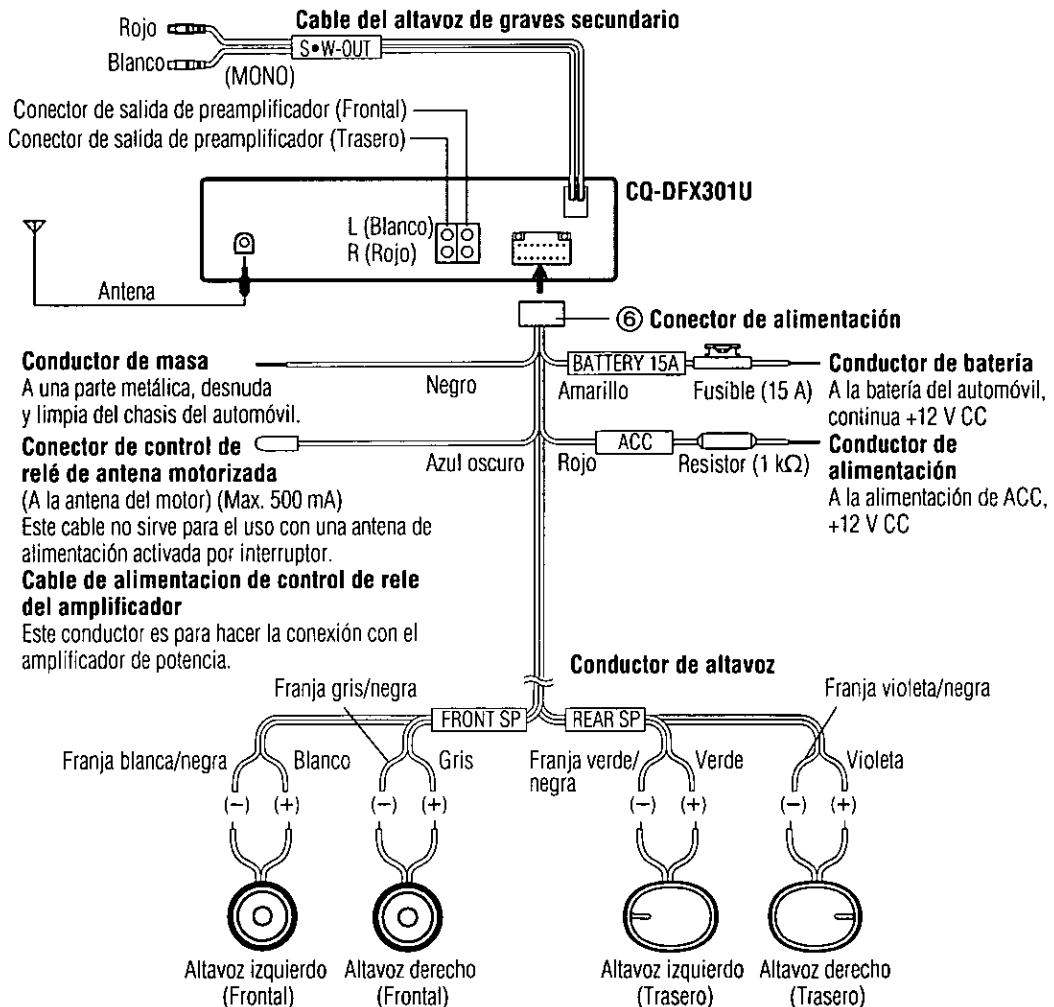 Cable del altavoz de graves secundario
Rojo
S•W-OUT
Blanco
(MONO)
Conector de salida de preamplificador (Frontal)
Conector de salida de preamplificador (Trasero)
CQ-DFX301U
L (Blanco)
R (Rojo)
Antena
⑥ Conector de alimentación
Conductor de masa
A una parte metálica, desnuda
y limpia del chasis del automóvil.
Negro
BATTERY 15A
Amarillo
Fusible (15 A)
Conductor de batería
A la batería del automóvil,
continua +12 V CC
Conector de control de
relé de antena motorizada
(A la antena del motor) (Max. 500 mA)
Este cable no sirve para el uso con una antena de
alimentación activada por interruptor.
Azul oscuro
Rojo
ACC
Resistor (1 kΩ)
Conductor de
alimentación
A la alimentación de ACC,
+12 V CC
Cable de alimentacion de control de rele
del amplificador
Este conductor es para hacer la conexión con el
amplificador de potencia.
Conductor de altavoz
Franja gris/negra
Franja violeta/negra
FRONT SP
REAR SP
Franja blanca/negra
Blanco
Gris
Franja verde/
negra
Verde
Violeta
(−) (+) (−) (+) (−) (+) (−) (+)
Altavoz izquierdo
(Frontal)
Altavoz derecho
(Frontal)
Altavoz izquierdo
(Trasero)
Altavoz derecho
(Trasero)